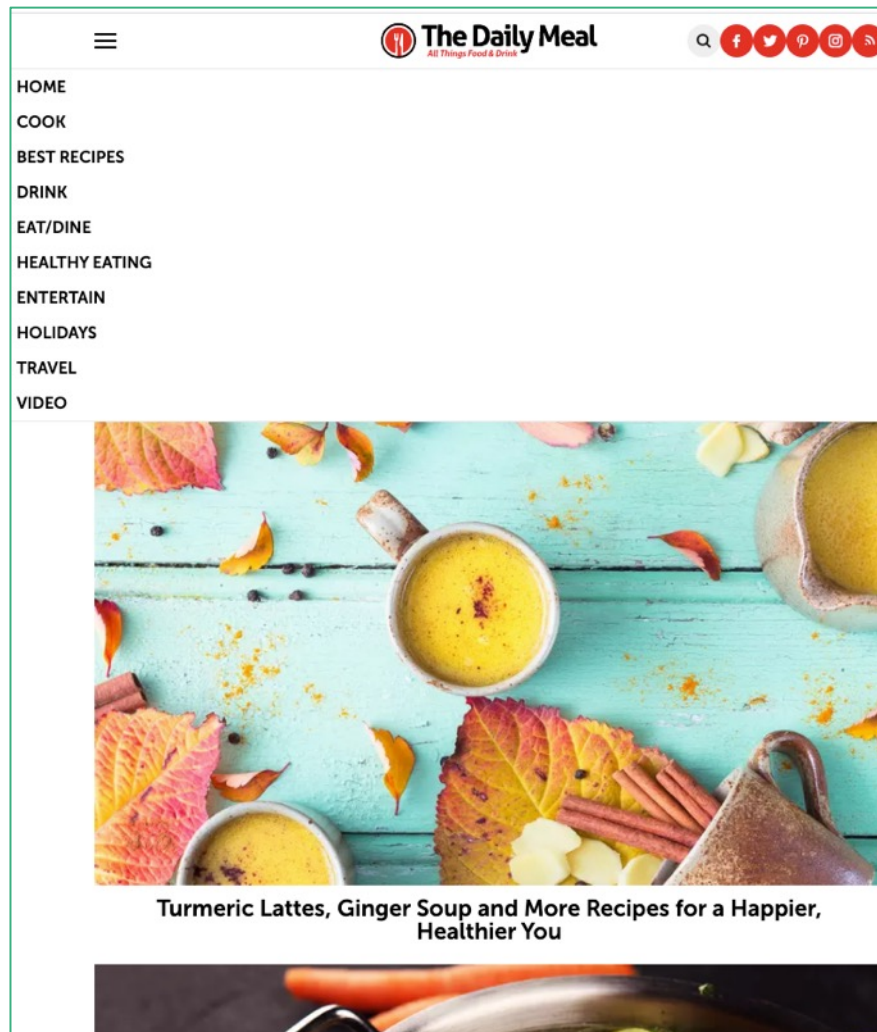 The Daily Meal
All Things Food & Drink
HOME
COOK
BEST RECIPES
DRINK
EAT/DINE
HEALTHY EATING
ENTERTAIN
HOLIDAYS
TRAVEL
VIDEO
Turmeric Lattes, Ginger Soup and More Recipes for a Happier,
Healthier You